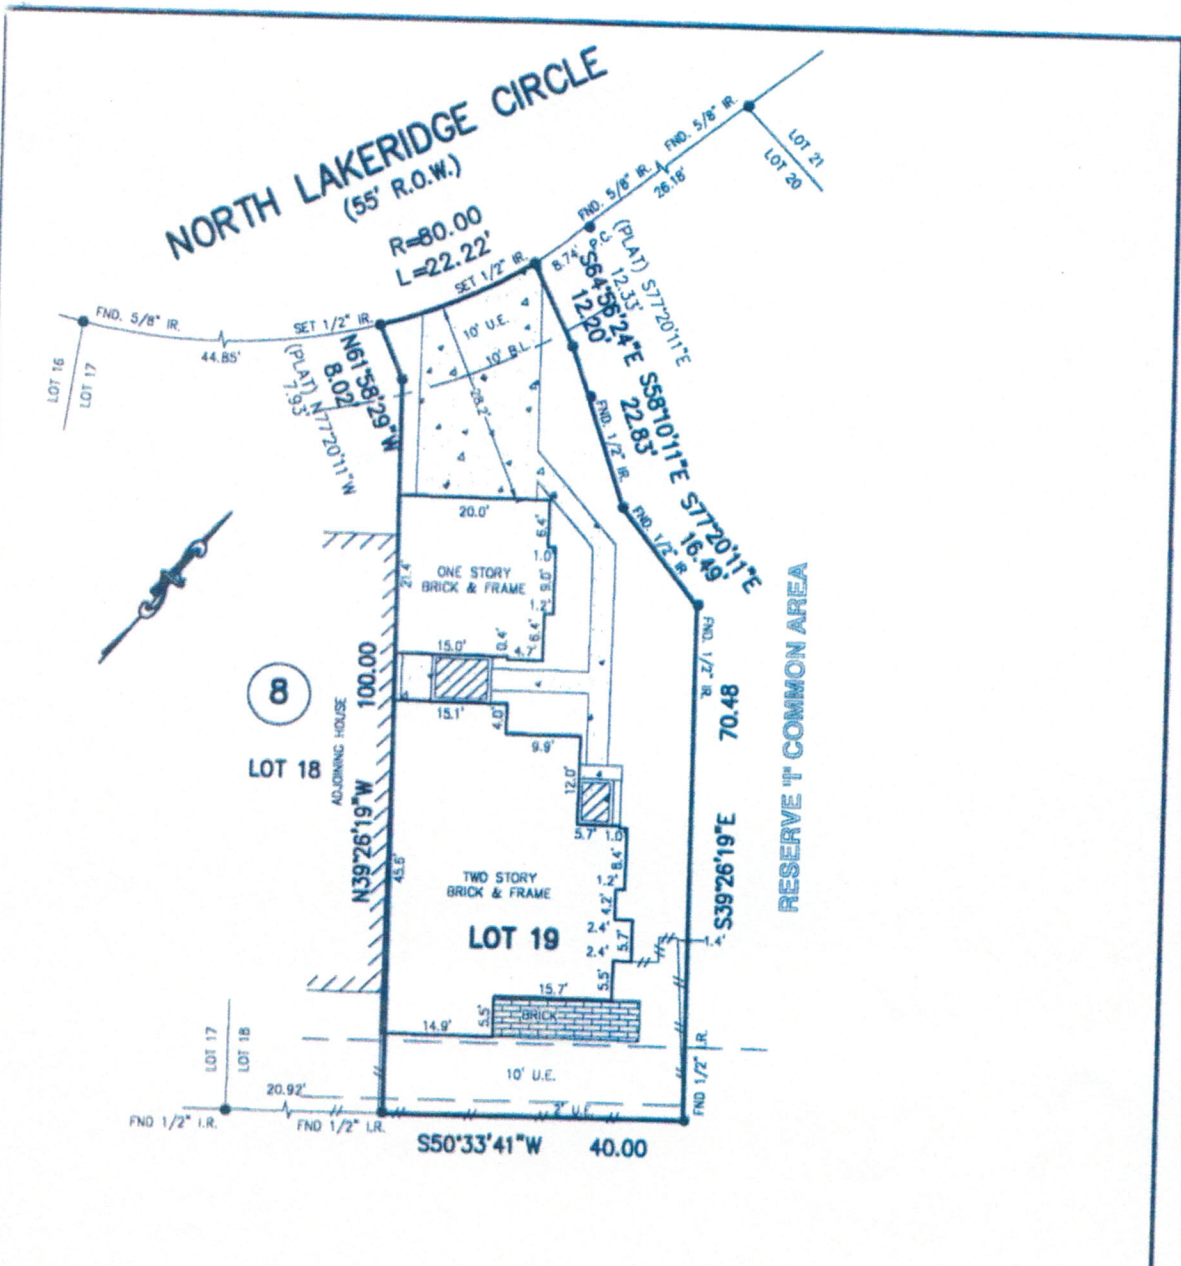 NORTH LAKERIDGE CIRCLE
(55' R.O.W.)
R=80.00
L=22.22'
SET 1/2" IR.
FND. 5/8" IR.
FND. 5/8" IR.
26.18'
LOT 21
LOT 20
8.74'
P.C.
S64°56'24"E
12.20'
(PLAT) S77°20'11"E
12.33'
FND. 5/8" IR.
44.85'
SET 1/2" IR.
LOT 16
LOT 17
N61°58'29"W
8.02'
(PLAT) N77°20'11"W
7.93'
10' U.E.
10' B.L.
28.2'
S58°10'11"E
22.83'
FND. 1/2" IR.
S77°20'11"E
16.49'
FND. 1/2" IR
20.0'
6.4'
1.0'
9.0'
1.2'
6.4'
4.7'
0.4'
15.0'
21.4'
ONE STORY
BRICK & FRAME
8
LOT 18
ADJOINING HOUSE
N39°26'19"W 100.00
FND. 1/2" IR.
S39°26'19"E 70.48
RESERVE "I" COMMON AREA
15.1'
4.0'
9.9'
12.0'
5.7'
1.0'
8.4'
1.2'
4.2'
2.4'
5.7'
2.4'
5.5'
1.4'
45.6'
TWO STORY
BRICK & FRAME
LOT 19
15.7'
BRICK
5.5'
14.9'
LOT 17
LOT 18
20.92'
10' U.E.
2' U.E.
FND 1/2" I.R.
FND 1/2" I.R.
FND 1/2" I.R.
S50°33'41"W 40.00